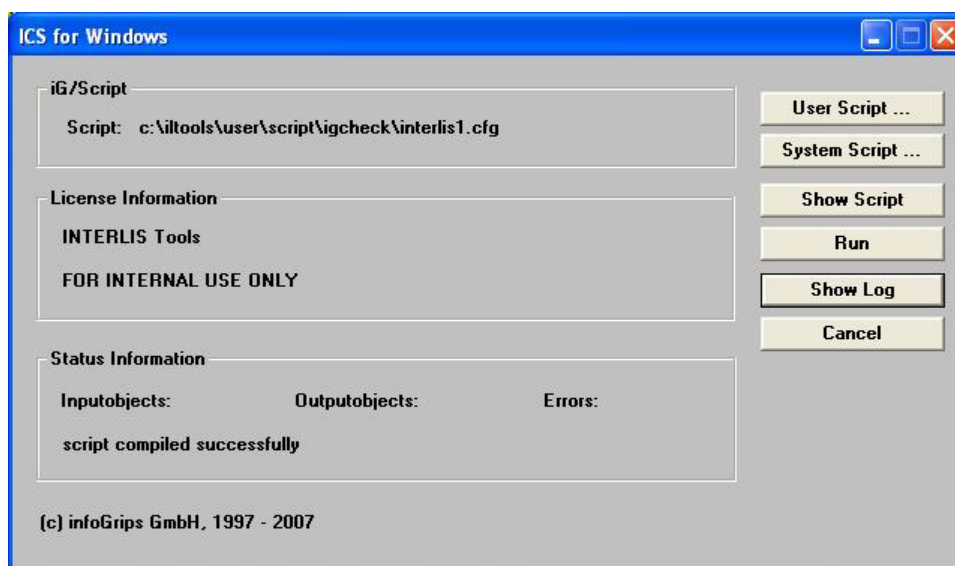 ICS for Windows
iG/Script
Script: c:\iltools\user\script\igcheck\interlis1.cfg
User Script ...
System Script ...
License Information
INTERLIS Tools
FOR INTERNAL USE ONLY
Show Script
Run
Show Log
Cancel
Status Information
Inputobjects: Outputobjects: Errors:
script compiled successfully
(c) infoGrips GmbH, 1997 - 2007